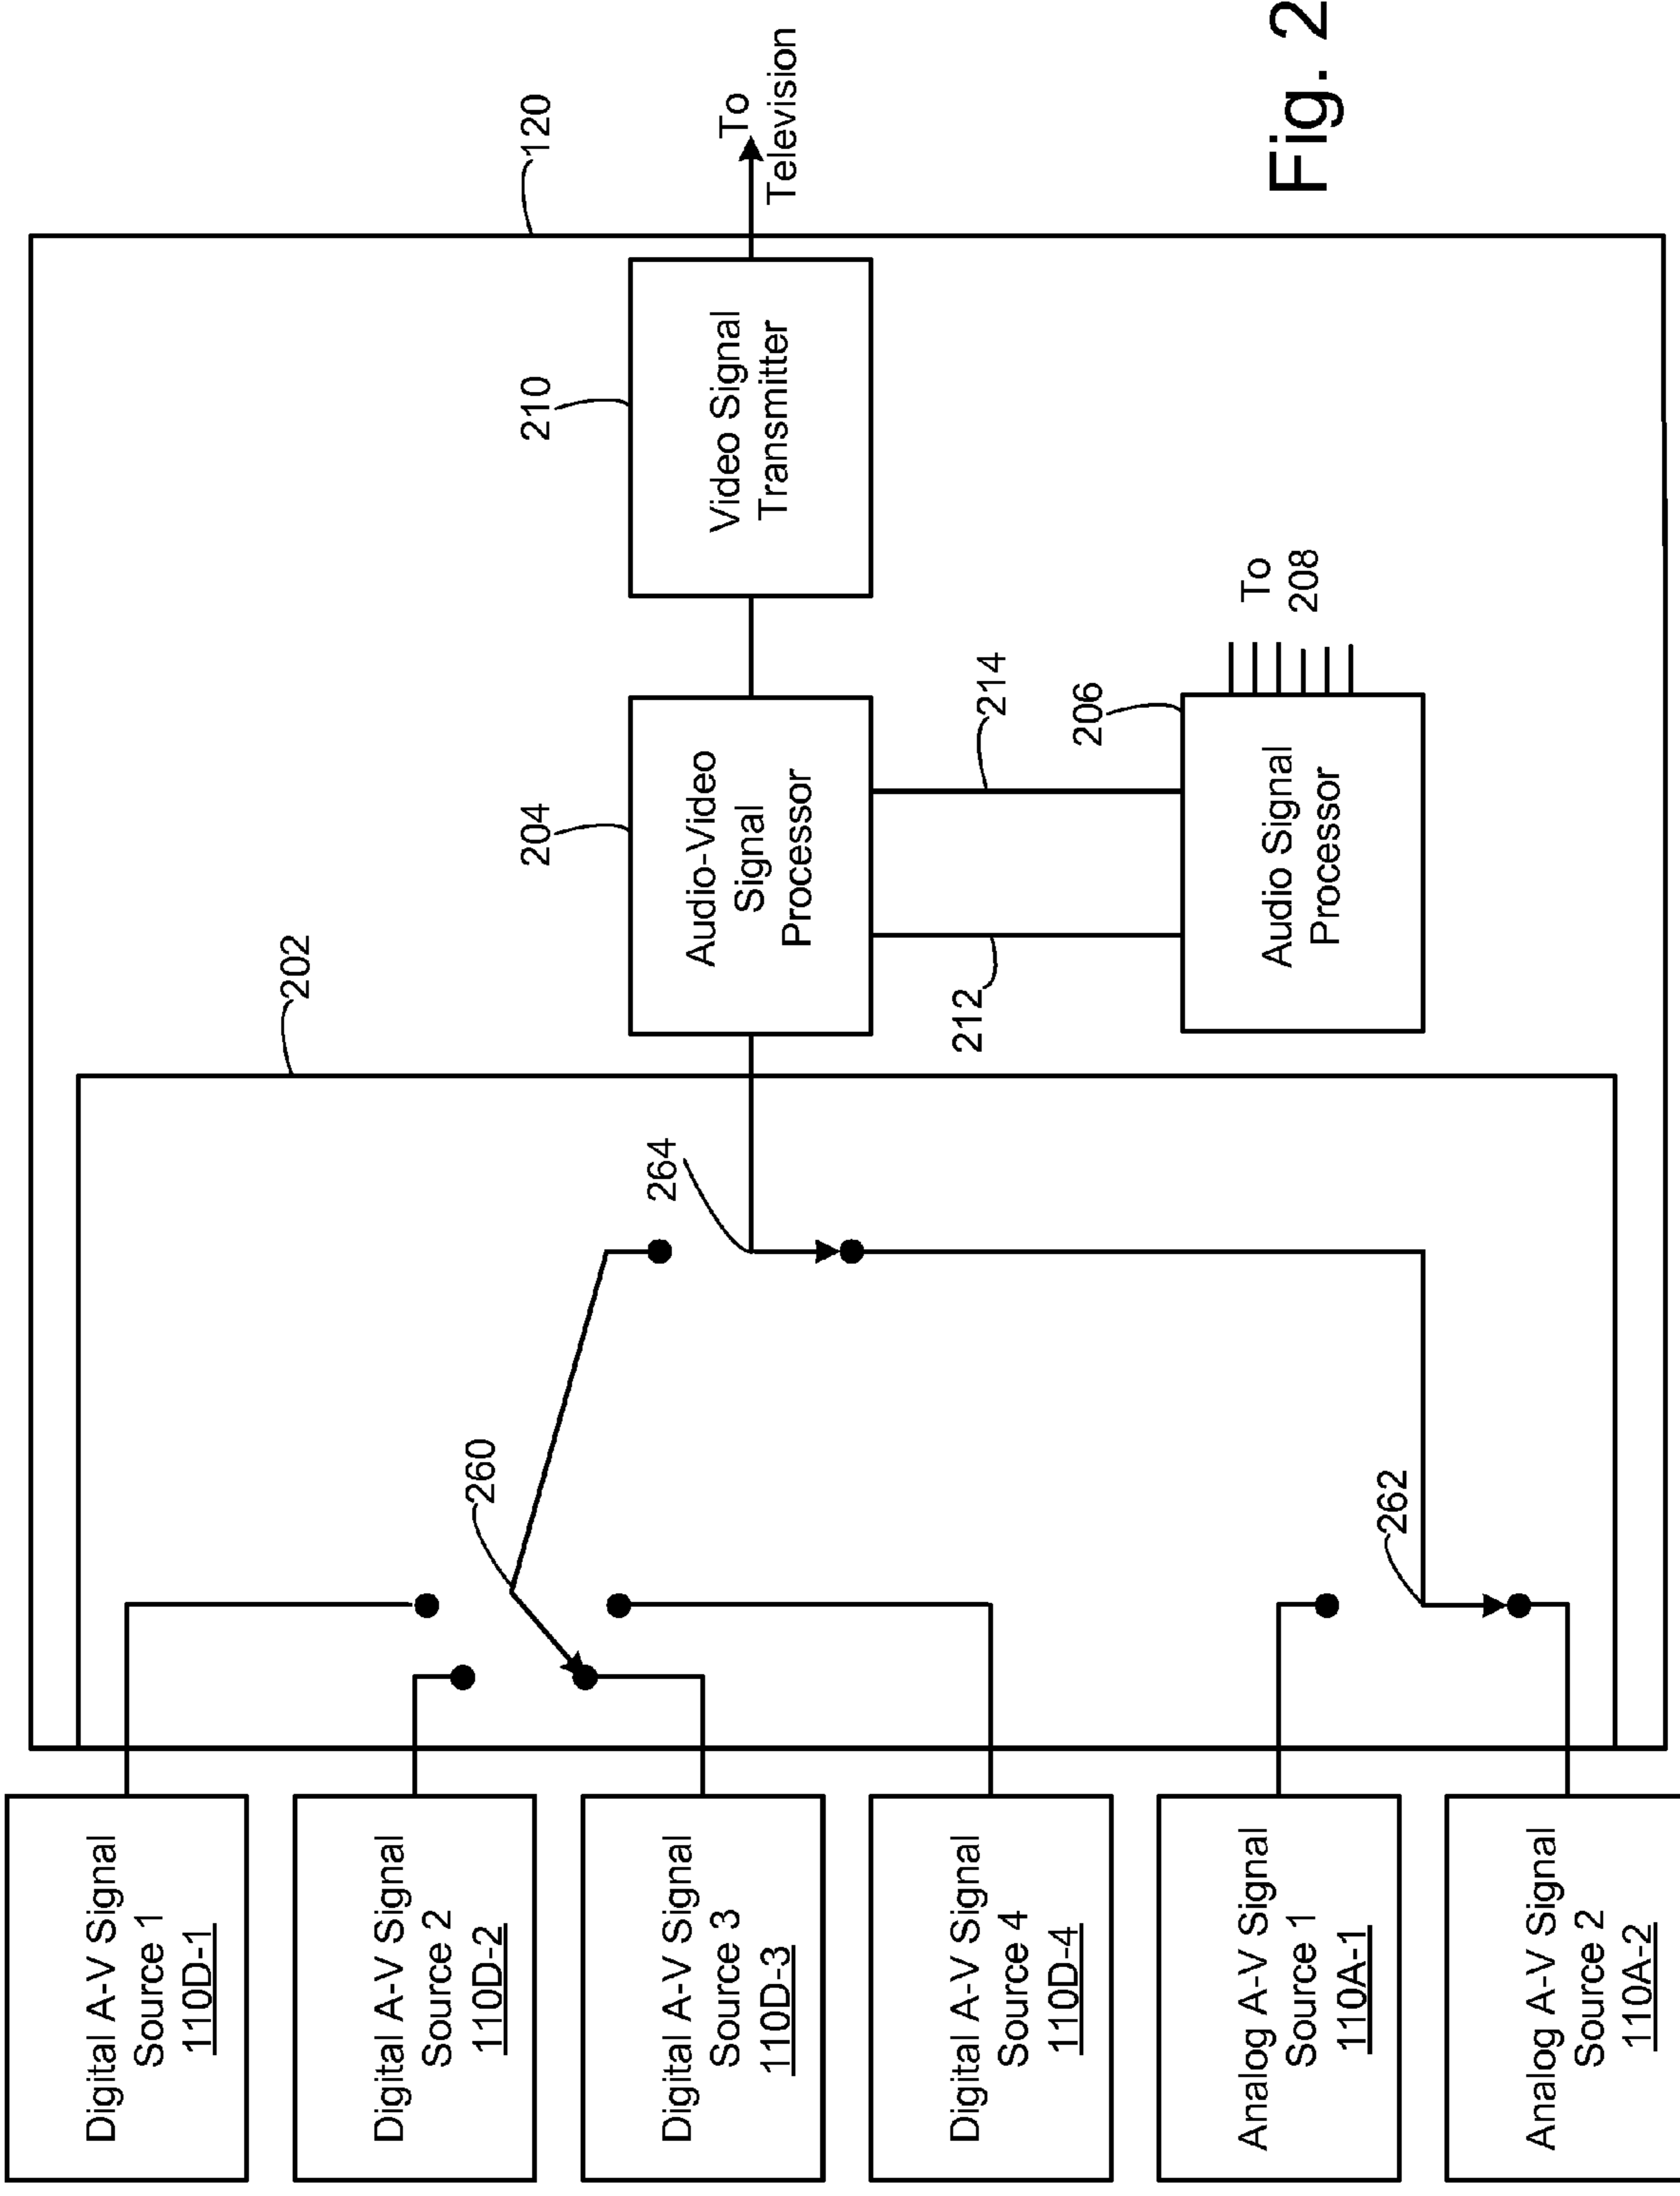 Digital A-V Signal
Source 1
110D-1
Digital A-V Signal
Source 2
110D-2
Digital A-V Signal
Source 3
110D-3
Digital A-V Signal
Source 4
110D-4
Analog A-V Signal
Source 1
110A-1
Analog A-V Signal
Source 2
110A-2
260
262
264
202
204
Audio-Video
Signal
Processor
212
214
206
Audio Signal
Processor
To
208
210
Video Signal
Transmitter
120
To
Television
Fig. 2